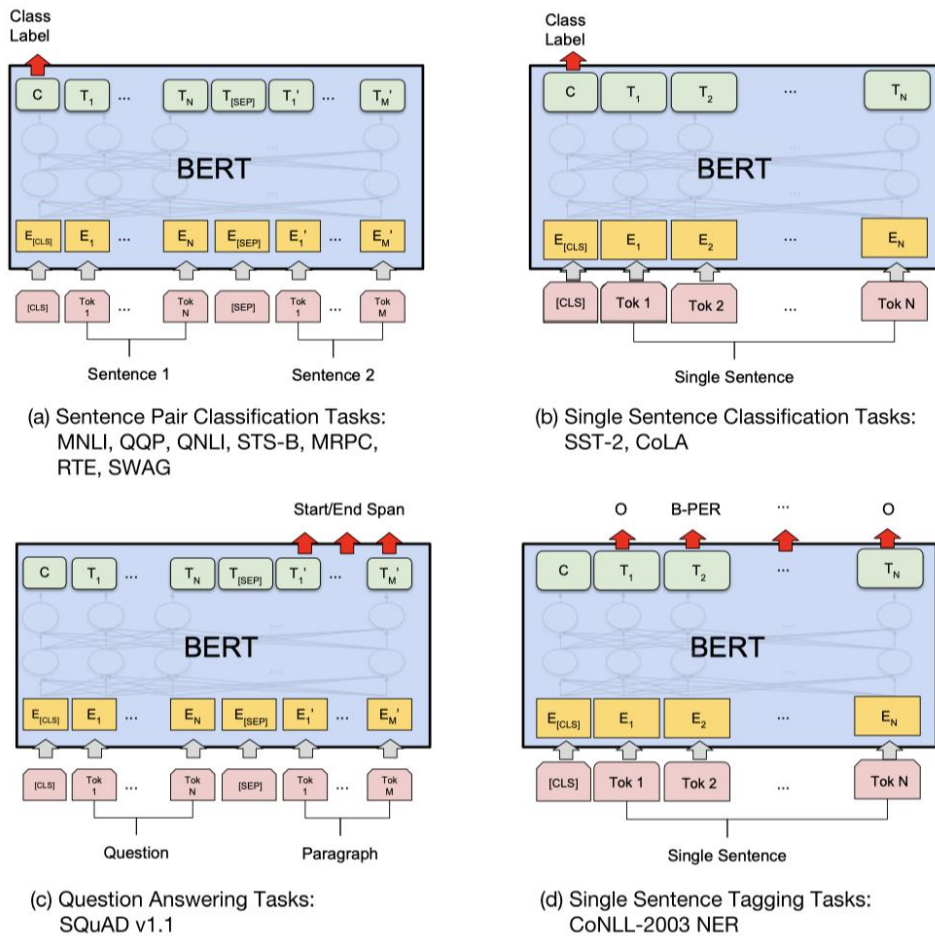 Class
Label
C T1 ... TN T[SEP] T1' ... TM'
BERT
E[CLS] E1 ... EN E[SEP] E1' ... EM'
[CLS] Tok 1 ... Tok N [SEP] Tok 1 ... Tok M
Sentence 1 Sentence 2
(a) Sentence Pair Classification Tasks:
MNLI, QQP, QNLI, STS-B, MRPC,
RTE, SWAG
Class
Label
C T1 T2 ... TN
BERT
E[CLS] E1 E2 ... EN
[CLS] Tok 1 Tok 2 ... Tok N
Single Sentence
(b) Single Sentence Classification Tasks:
SST-2, CoLA
Start/End Span
C T1 ... TN T[SEP] T1' ... TM'
BERT
E[CLS] E1 ... EN E[SEP] E1' ... EM'
[CLS] Tok 1 ... Tok N [SEP] Tok 1 ... Tok M
Question Paragraph
(c) Question Answering Tasks:
SQuAD v1.1
O B-PER ... O
C T1 T2 ... TN
BERT
E[CLS] E1 E2 ... EN
[CLS] Tok 1 Tok 2 ... Tok N
Single Sentence
(d) Single Sentence Tagging Tasks:
CoNLL-2003 NER